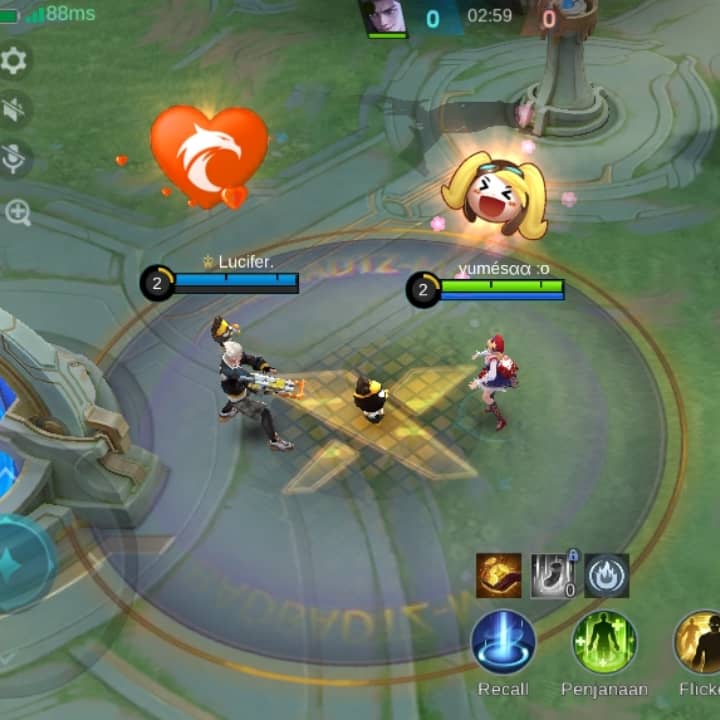 88ms
0 02:59 0
Lucifer.
2
yumésαα :o
2
0
Recall Penjanaan Flicke